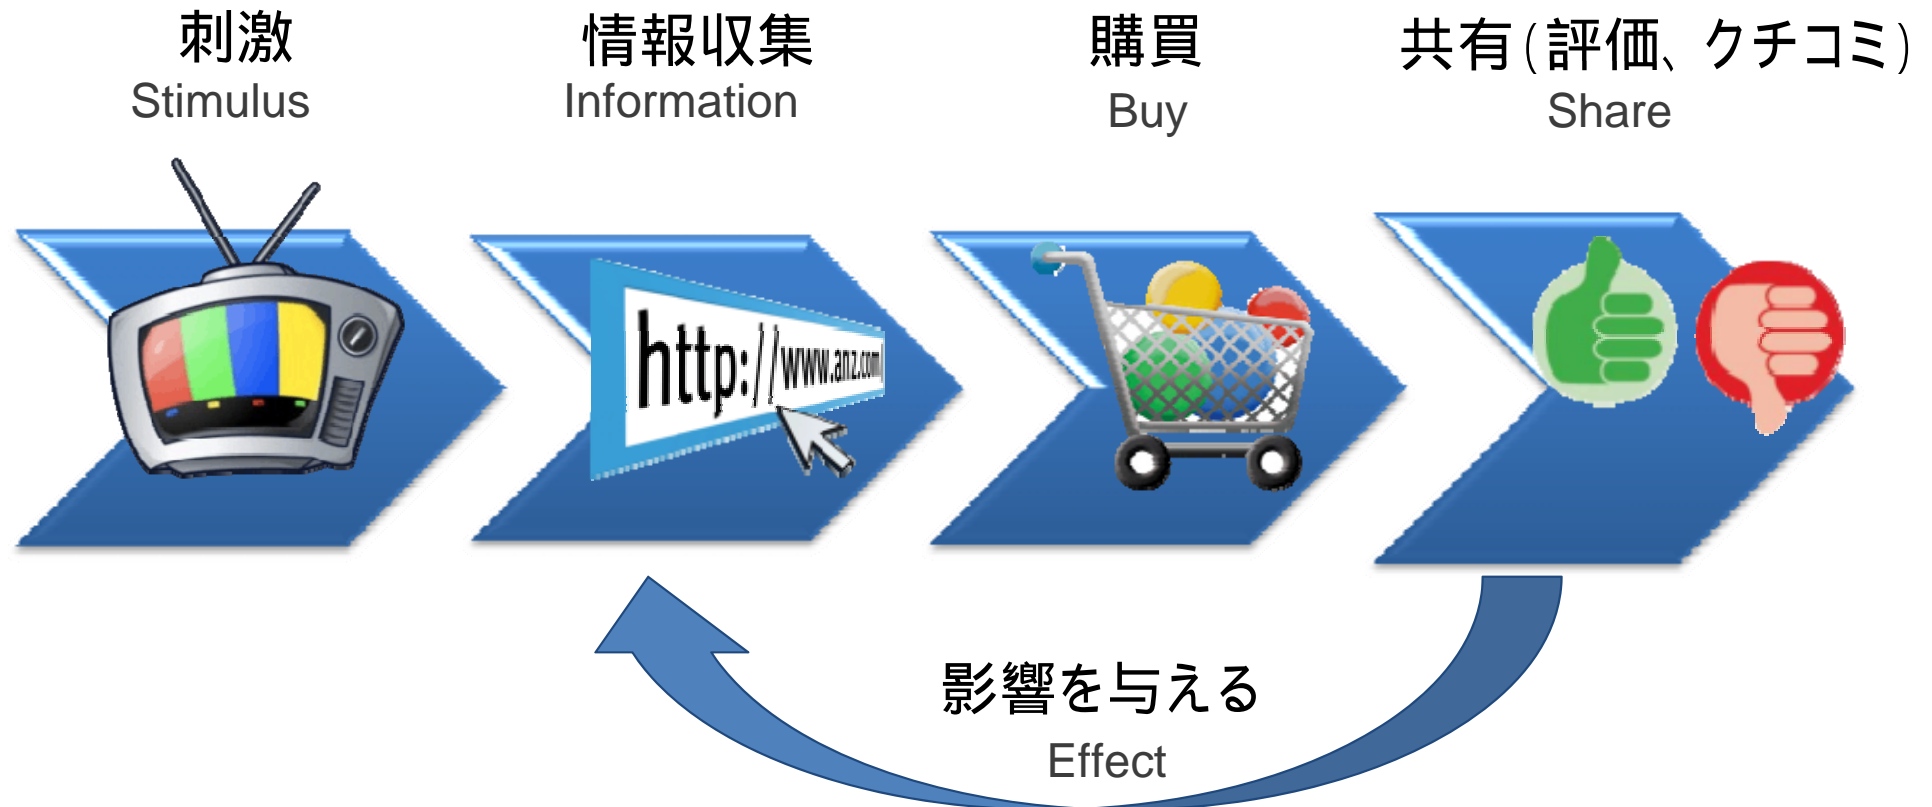 刺激
Stimulus
情報収集
Information
購買
Buy
共有(評価、クチコミ)
Share
http://www.anz.com/
影響を与える
Effect